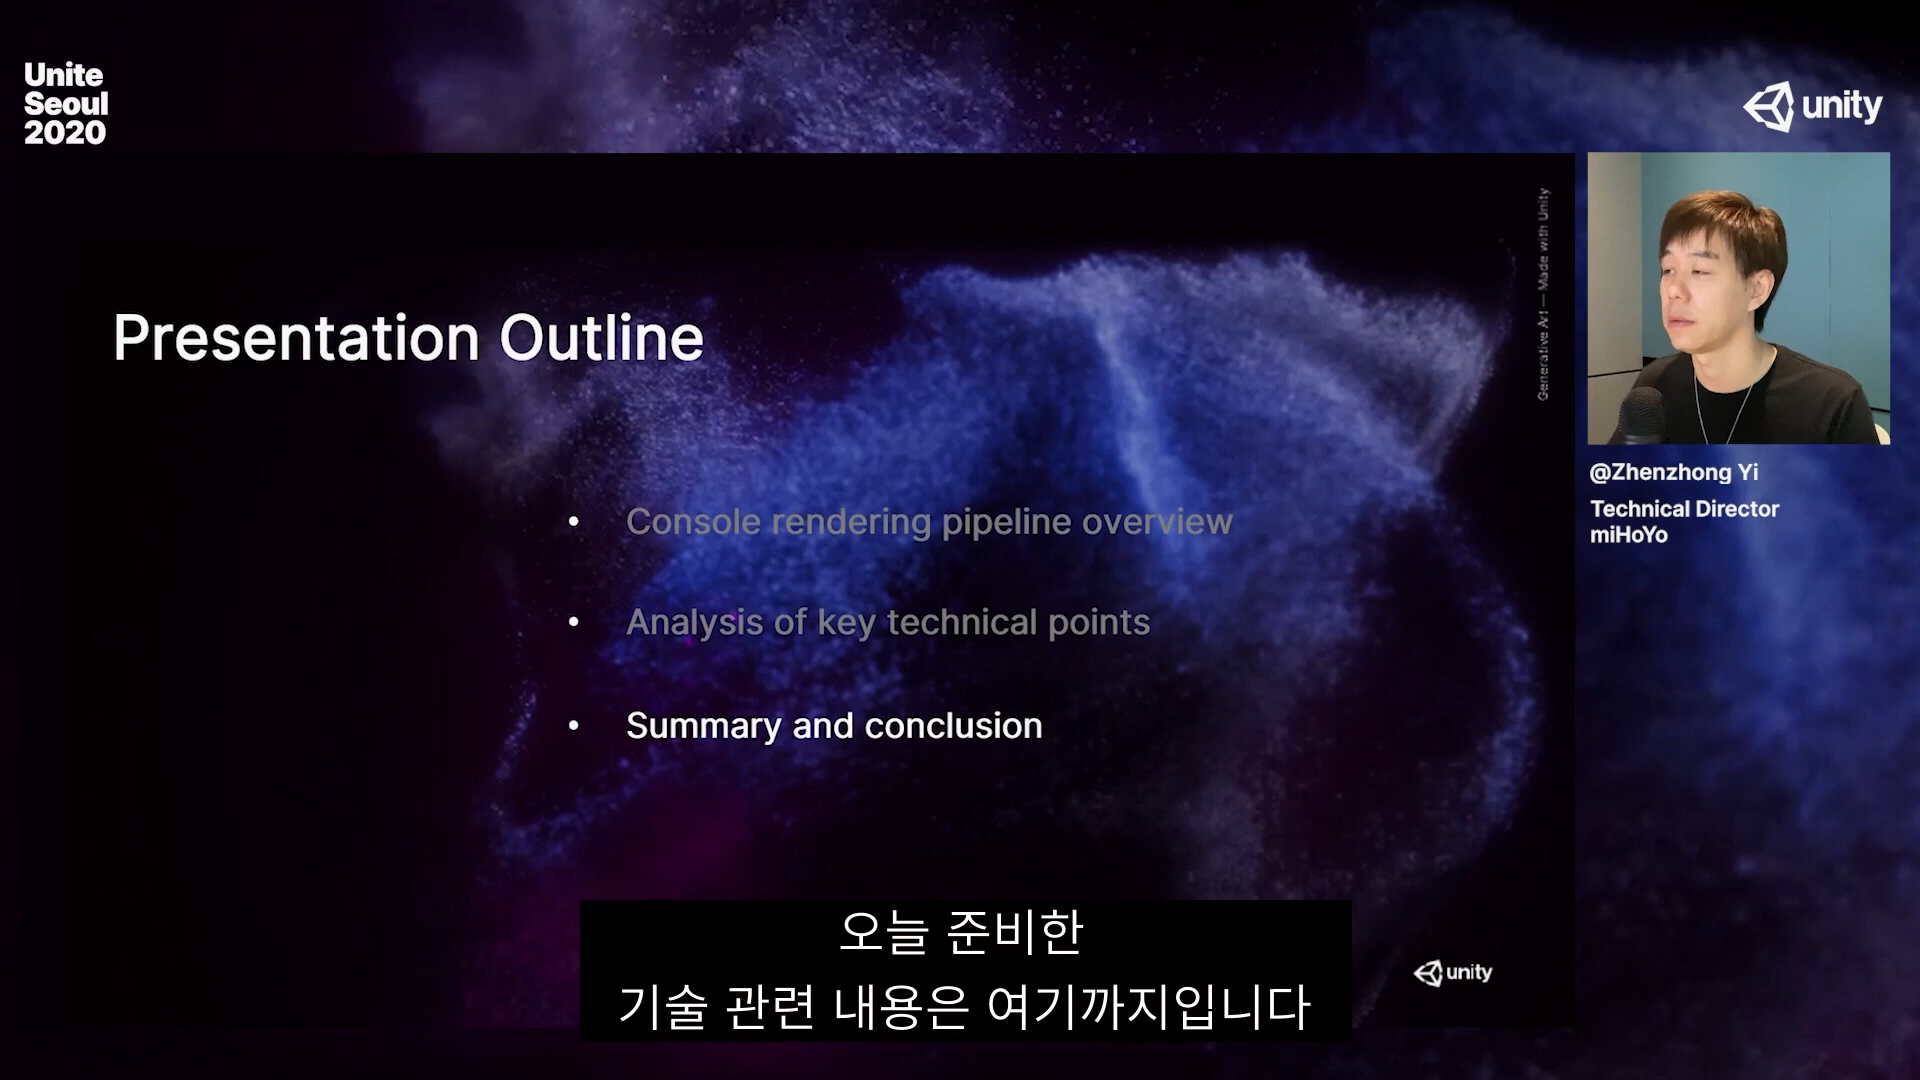 Unite
Seoul
2020
unity
Generative Art — Made with Unity
Presentation Outline
• Console rendering pipeline overview
• Analysis of key technical points
• Summary and conclusion
unity
@Zhenzhong Yi
Technical Director
miHoYo
오늘 준비한
기술 관련 내용은 여기까지입니다